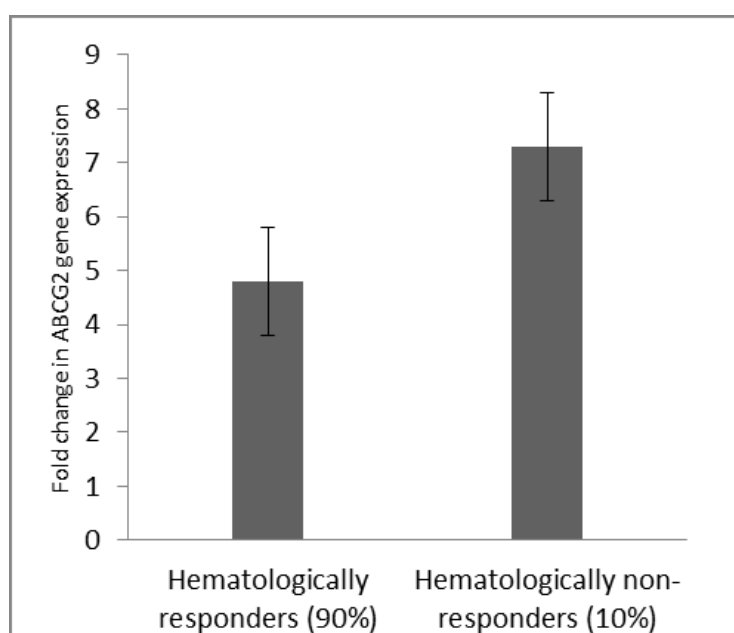 Fold change in ABCG2 gene expression
9
8
7
6
5
4
3
2
1
0
Hematologically
responders (90%)
Hematologically non-
responders (10%)